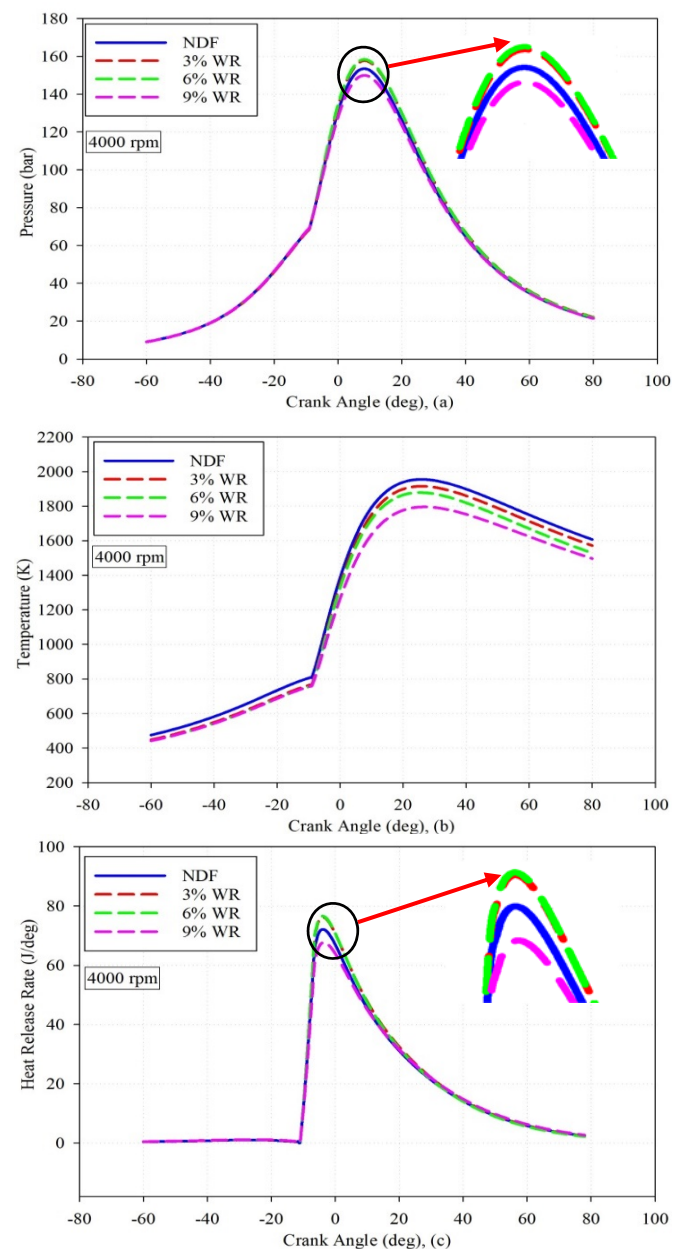 180
160
140
120
100
80
60
40
20
0
Pressure (bar)
NDF
3% WR
6% WR
9% WR
4000 rpm
-80 -60 -40 -20 0 20 40 60 80 100
Crank Angle (deg), (a)
2200
2000
1800
1600
1400
1200
1000
800
600
400
200
Temperature (K)
NDF
3% WR
6% WR
9% WR
4000 rpm
-80 -60 -40 -20 0 20 40 60 80 100
Crank Angle (deg), (b)
100
80
60
40
20
0
Heat Release Rate (J/deg)
NDF
3% WR
6% WR
9% WR
4000 rpm
-80 -60 -40 -20 0 20 40 60 80 100
Crank Angle (deg), (c)